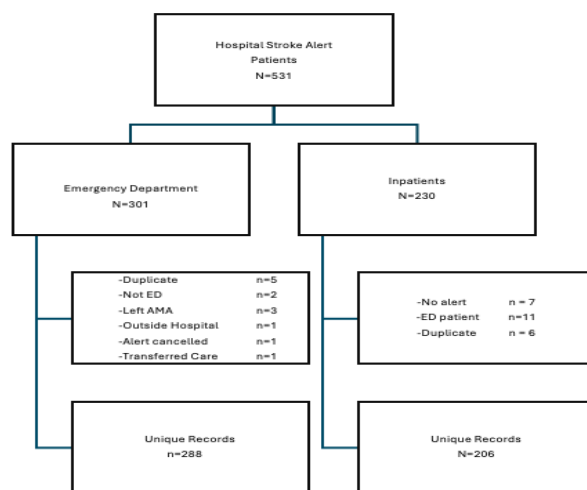 Hospital Stroke Alert
Patients
N=531
Emergency Department
N=301
Inpatients
N=230
-Duplicate n=5
-Not ED n=2
-Left AMA n=3
-Outside Hospital n=1
-Alert cancelled n=1
-Transferred Care n=1
-No alert n = 7
-ED patient n=11
-Duplicate n = 6
Unique Records
n=288
Unique Records
N=206